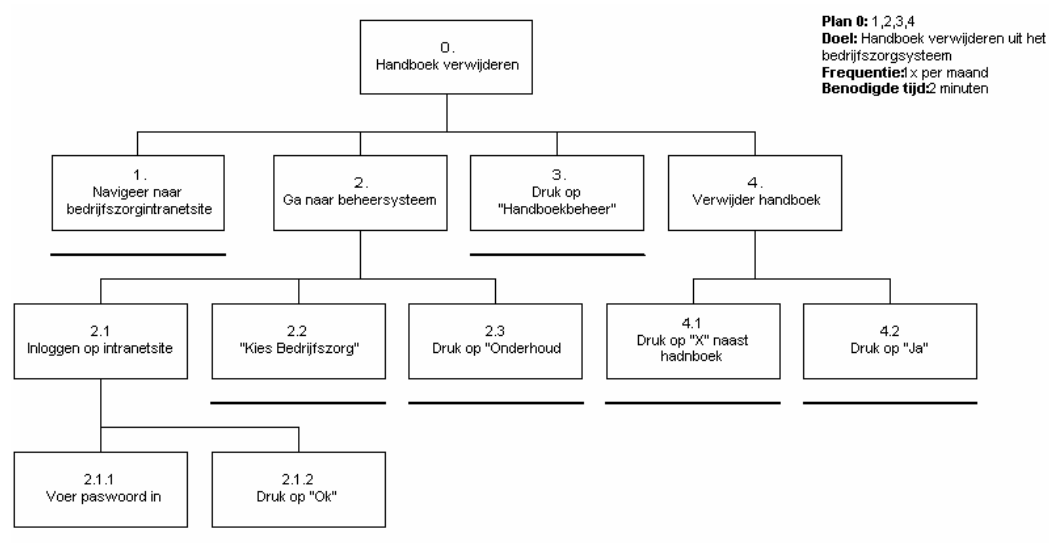 Plan 0: 1,2,3,4
Doel: Handboek verwijderen uit het
bedrijfszorgsysteem
Frequentie:1x per maand
Benodigde tijd:2 minuten
0.
Handboek verwijderen
1.
Navigeer naar
bedrijfszorgintranetsite
2.
Ga naar beheersysteem
3.
Druk op
"Handboekbeheer"
4.
Verwijder handboek
2.1
Inloggen op intranetsite
2.2
"Kies Bedrijfszorg"
2.3
Druk op "Onderhoud
4.1
Druk op "X" naast
hadnboek
4.2
Druk op "Ja"
2.1.1
Voer paswoord in
2.1.2
Druk op "Ok"